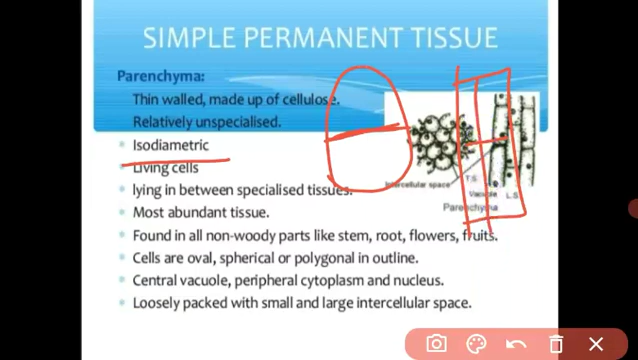 SIMPLE PERMANENT TISSUE
Parenchyma:
Thin walled, made up of cellulose.
Relatively unspecialised.
Isodiametric
Living cells
lying in between specialised tissues.
Most abundant tissue.
Found in all non-woody parts like stem, root, flowers, fruits.
Cells are oval, spherical or polygonal in outline.
Central vacuole, peripheral cytoplasm and nucleus.
Loosely packed with small and large intercellular space.
Intercellular space
T.S
Vacuole
L.S.
Parenchyma